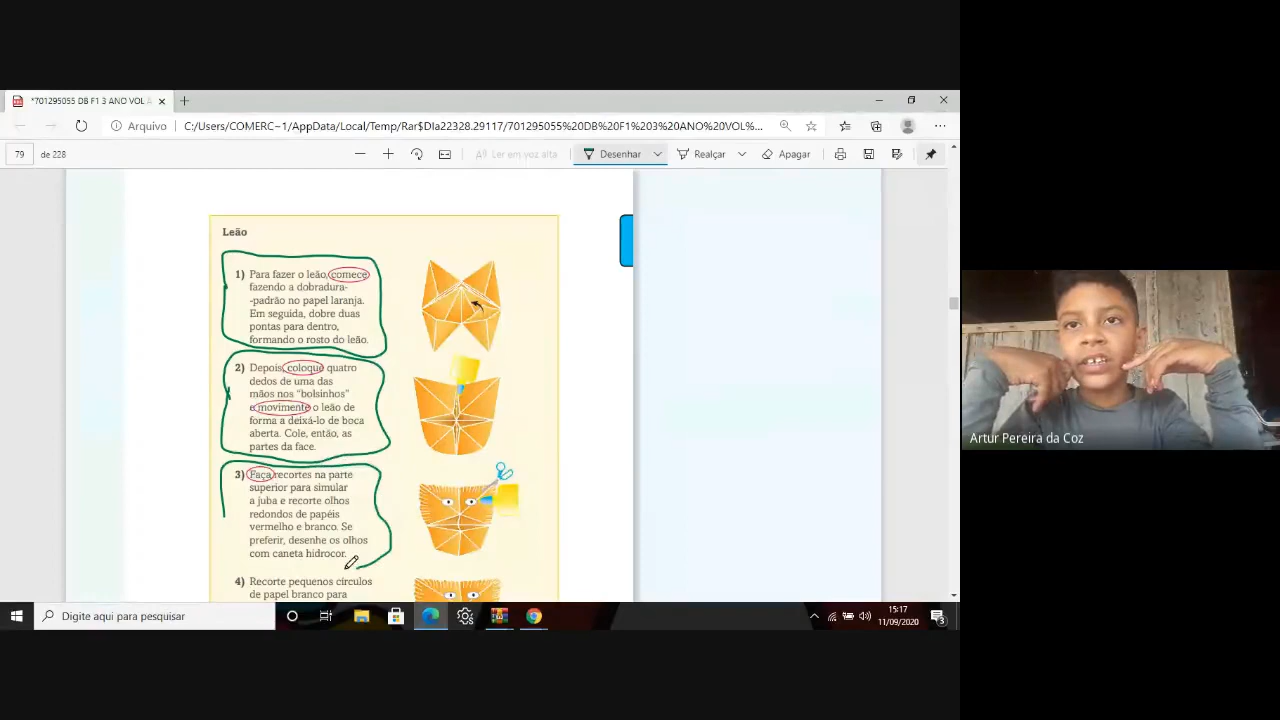 *701295055 DB F1 3 ANO VOL
Arquivo
C:/Users/COMERC~1/AppData/Local/Temp/Rar$DIa22328.29117/701295055%20DB%20F1%203%20ANO%20VOL%...
79 de 228
Ler em voz alta
Desenhar
Realçar
Apagar
Leão
1) Para fazer o leão, comece
fazendo a dobradura-
-padrão no papel laranja.
Em seguida, dobre duas
pontas para dentro,
formando o rosto do leão.
2) Depois, coloque quatro
dedos de uma das
mãos nos “bolsinhos”
e movimente o leão de
forma a deixá-lo de boca
aberta. Cole, então, as
partes da face.
3) Faça recortes na parte
superior para simular
a juba e recorte olhos
redondos de papéis
vermelho e branco. Se
preferir, desenhe os olhos
com caneta hidrocor.
4) Recorte pequenos círculos
de papel branco para
Artur Pereira da Coz
Digite aqui para pesquisar
15:17
11/09/2020
3